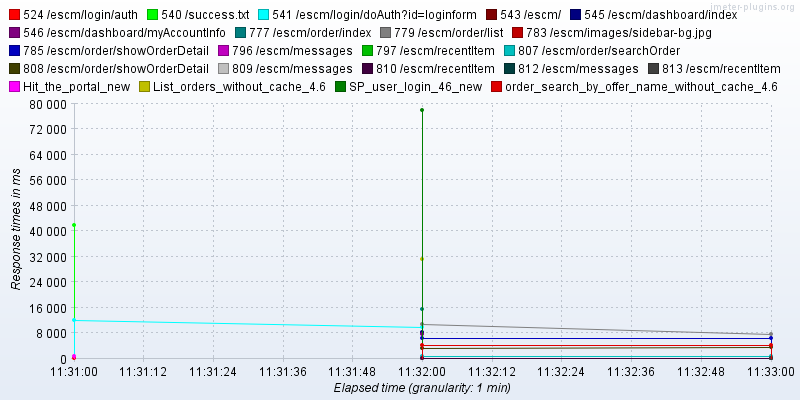 jmeter-plugins.org
524 /escm/login/auth 540 /success.txt 541 /escm/login/doAuth?id=loginform 543 /escm/ 545 /escm/dashboard/index
546 /escm/dashboard/myAccountInfo 777 /escm/order/index 779 /escm/order/list 783 /escm/images/sidebar-bg.jpg
785 /escm/order/showOrderDetail 796 /escm/messages 797 /escm/recentItem 807 /escm/order/searchOrder
808 /escm/order/showOrderDetail 809 /escm/messages 810 /escm/recentItem 812 /escm/messages 813 /escm/recentItem
Hit_the_portal_new List_orders_without_cache_4.6 SP_user_login_46_new order_search_by_offer_name_without_cache_4.6
80 000
72 000
64 000
56 000
48 000
40 000
32 000
24 000
16 000
8 000
0
Response times in ms
11:31:00 11:31:12 11:31:24 11:31:36 11:31:48 11:32:00 11:32:12 11:32:24 11:32:36 11:32:48 11:33:00
Elapsed time (granularity: 1 min)